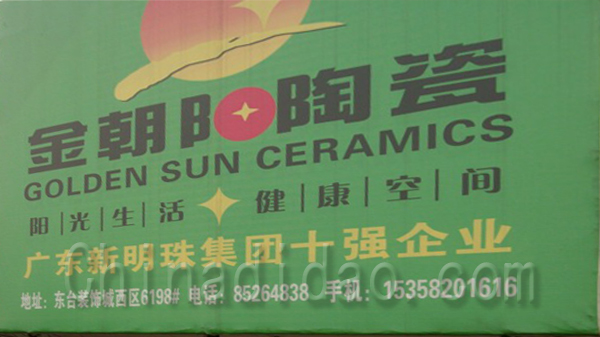 金朝阳陶瓷
GOLDEN SUN CERAMICS
阳光生活 健康空间
广东新明珠集团十强企业
地址: 东台装饰城西区6198# 电话: 85264838 手机: 15358201616